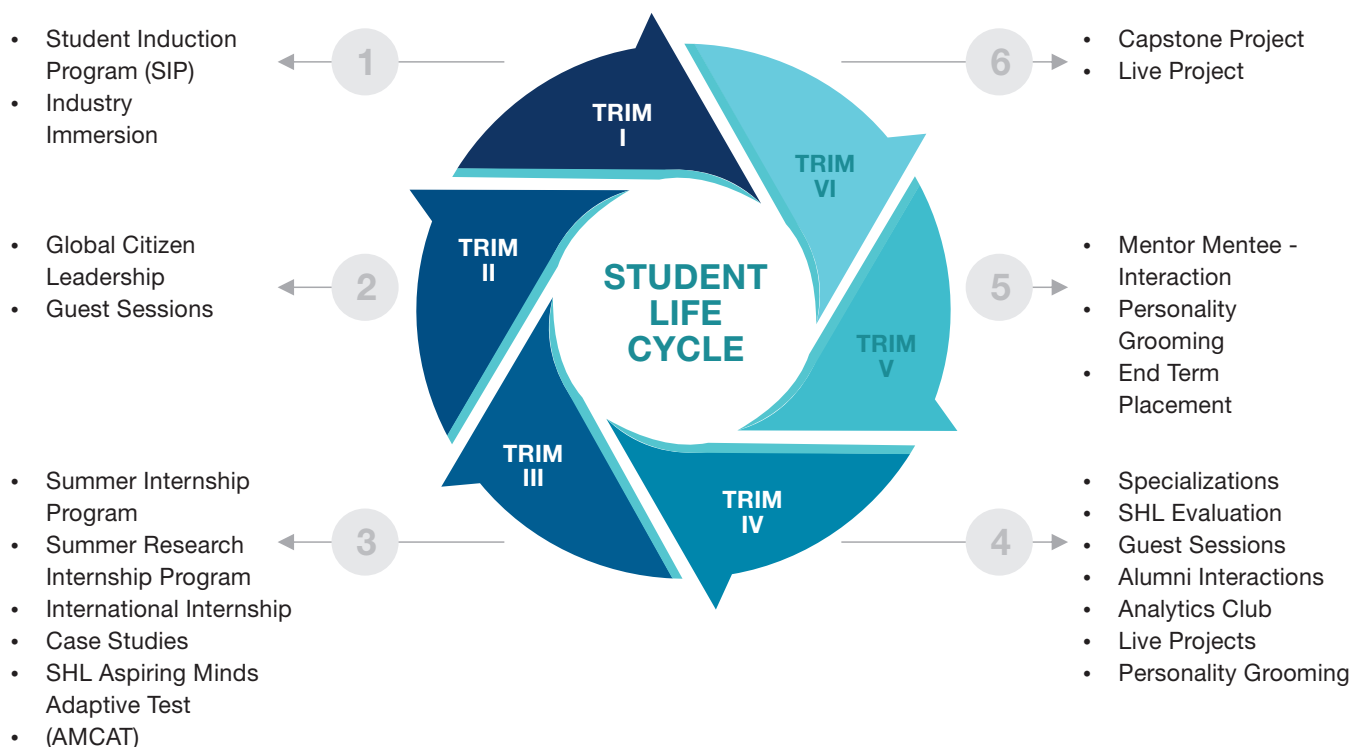 • Student Induction
Program (SIP)
• Industry
Immersion
1
• Global Citizen
Leadership
• Guest Sessions
2
• Summer Internship
Program
• Summer Research
Internship Program
• International Internship
• Case Studies
• SHL Aspiring Minds
Adaptive Test
• (AMCAT)
3
TRIM
I
TRIM
II
TRIM
III
STUDENT
LIFE
CYCLE
TRIM
VI
TRIM
V
TRIM
IV
6
• Capstone Project
• Live Project
5
• Mentor Mentee -
Interaction
• Personality
Grooming
• End Term
Placement
4
• Specializations
• SHL Evaluation
• Guest Sessions
• Alumni Interactions
• Analytics Club
• Live Projects
• Personality Grooming